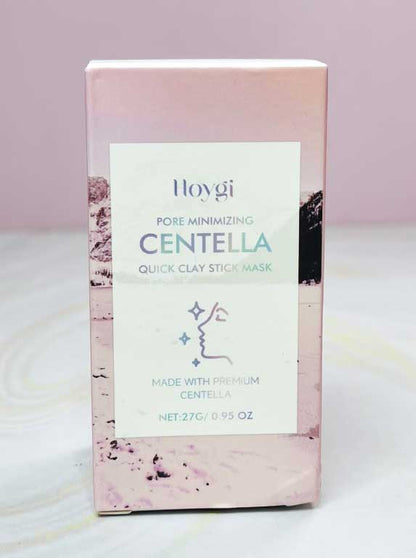 Hoygi
PORE MINIMIZING
CENTELLA
QUICK CLAY STICK MASK
MADE WITH PREMIUM
CENTELLA
NET:27G/ 0.95 OZ